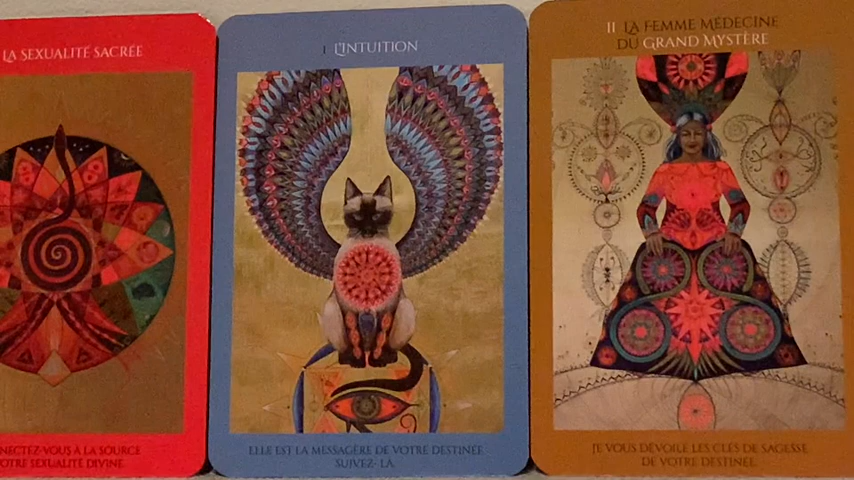 LA SEXUALITÉ SACRÉE
NECTEZ-VOUS À LA SOURCE
VOTRE SEXUALITÉ DIVINE.
I L'INTUITION
ELLE EST LA MESSAGÈRE DE VOTRE DESTINÉE
SUIVEZ- LA.
II LA FEMME MÉDECINE
DU GRAND MYSTÈRE
JE VOUS DÉVOILE LES CLÉS DE SAGESSE
DE VOTRE DESTINÉE.